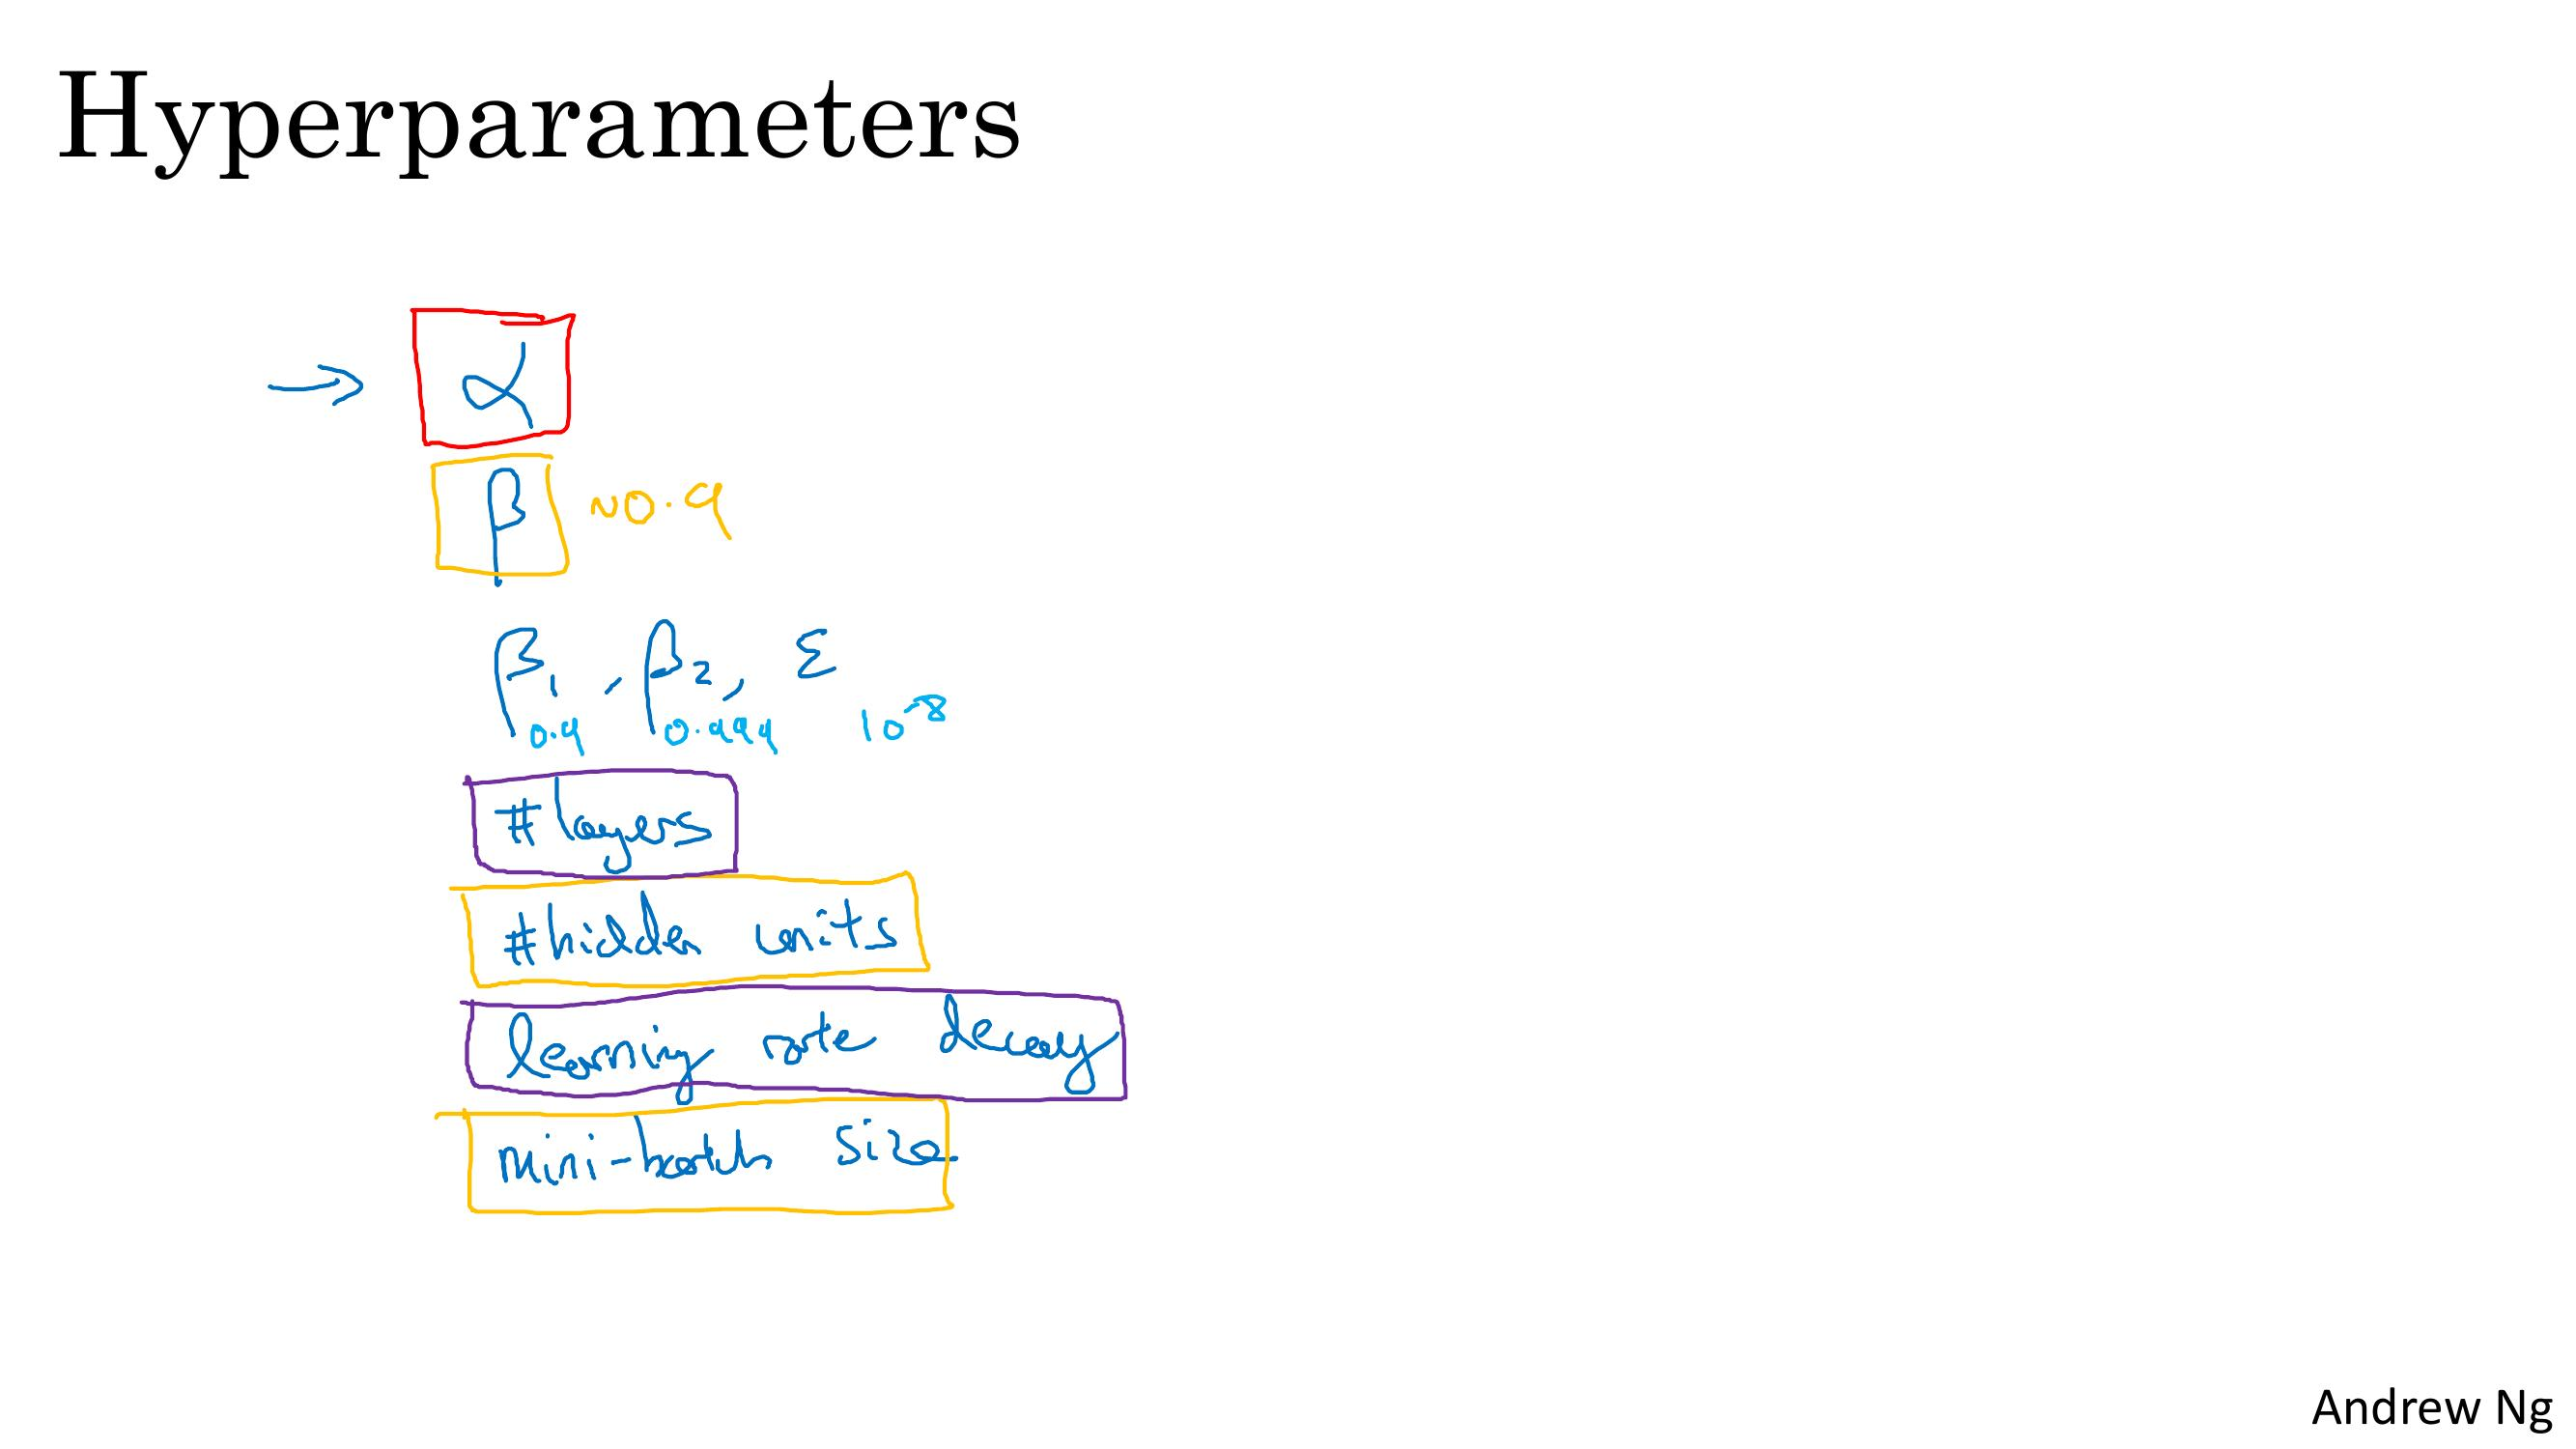 Hyperparameters
→ α
β ~0.9
β₁, β₂, ε
0.9 0.999 10⁻⁸
#layers
#hidden units
learning rate decay
mini-batch size
Andrew Ng